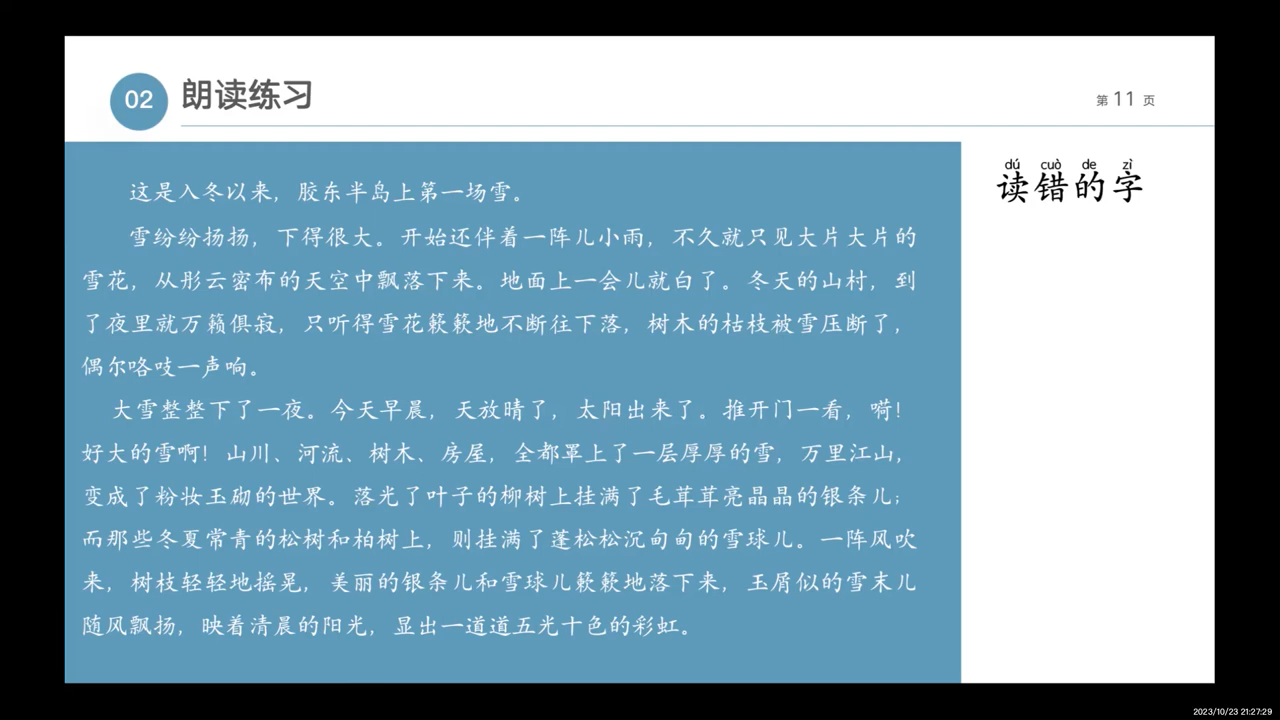 02 朗读练习
第 11 页
dú cuò de zì
读错的字
这是入冬以来，胶东半岛上第一场雪。
雪纷纷扬扬，下得很大。开始还伴着一阵儿小雨，不久就只见大片大片的
雪花，从彤云密布的天空中飘落下来。地面上一会儿就白了。冬天的山村，到
了夜里就万籁俱寂，只听得雪花簌簌地不断往下落，树木的枯枝被雪压断了，
偶尔咯吱一声响。
大雪整整下了一夜。今天早晨，天放晴了，太阳出来了。推开门一看，嗬！
好大的雪啊！山川、河流、树木、房屋，全都罩上了一层厚厚的雪，万里江山，
变成了粉妆玉砌的世界。落光了叶子的柳树上挂满了毛茸茸亮晶晶的银条儿；
而那些冬夏常青的松树和柏树上，则挂满了蓬松松沉甸甸的雪球儿。一阵风吹
来，树枝轻轻地摇晃，美丽的银条儿和雪球儿簌簌地落下来，玉屑似的雪末儿
随风飘扬，映着清晨的阳光，显出一道道五光十色的彩虹。
2023/10/23 21:27:29